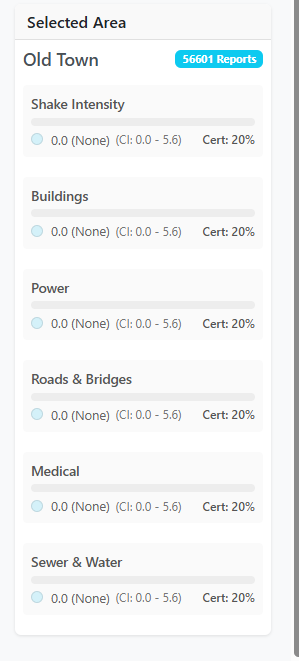 Selected Area
Old Town 56601 Reports
Shake Intensity
0.0 (None) (CI: 0.0 - 5.6) Cert: 20%
Buildings
0.0 (None) (CI: 0.0 - 5.6) Cert: 20%
Power
0.0 (None) (CI: 0.0 - 5.6) Cert: 20%
Roads & Bridges
0.0 (None) (CI: 0.0 - 5.6) Cert: 20%
Medical
0.0 (None) (CI: 0.0 - 5.6) Cert: 20%
Sewer & Water
0.0 (None) (CI: 0.0 - 5.6) Cert: 20%